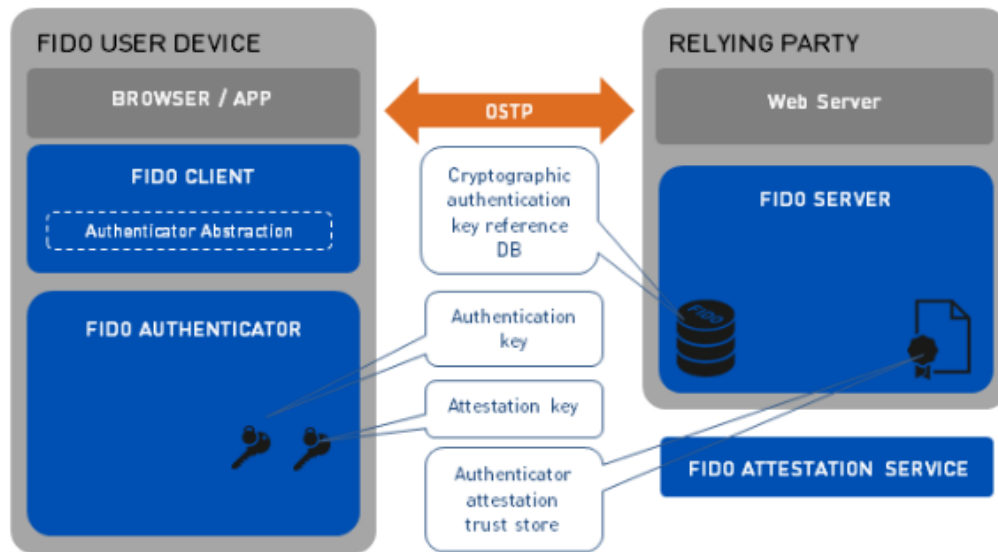 FIDO USER DEVICE
BROWSER / APP
FIDO CLIENT
Authenticator Abstraction
FIDO AUTHENTICATOR
OSTP
Cryptographic
authentication
key reference
DB
Authentication
key
Attestation key
Authenticator
attestation
trust store
RELYING PARTY
Web Server
FIDO SERVER
FIDO
FIDO ATTESTATION SERVICE